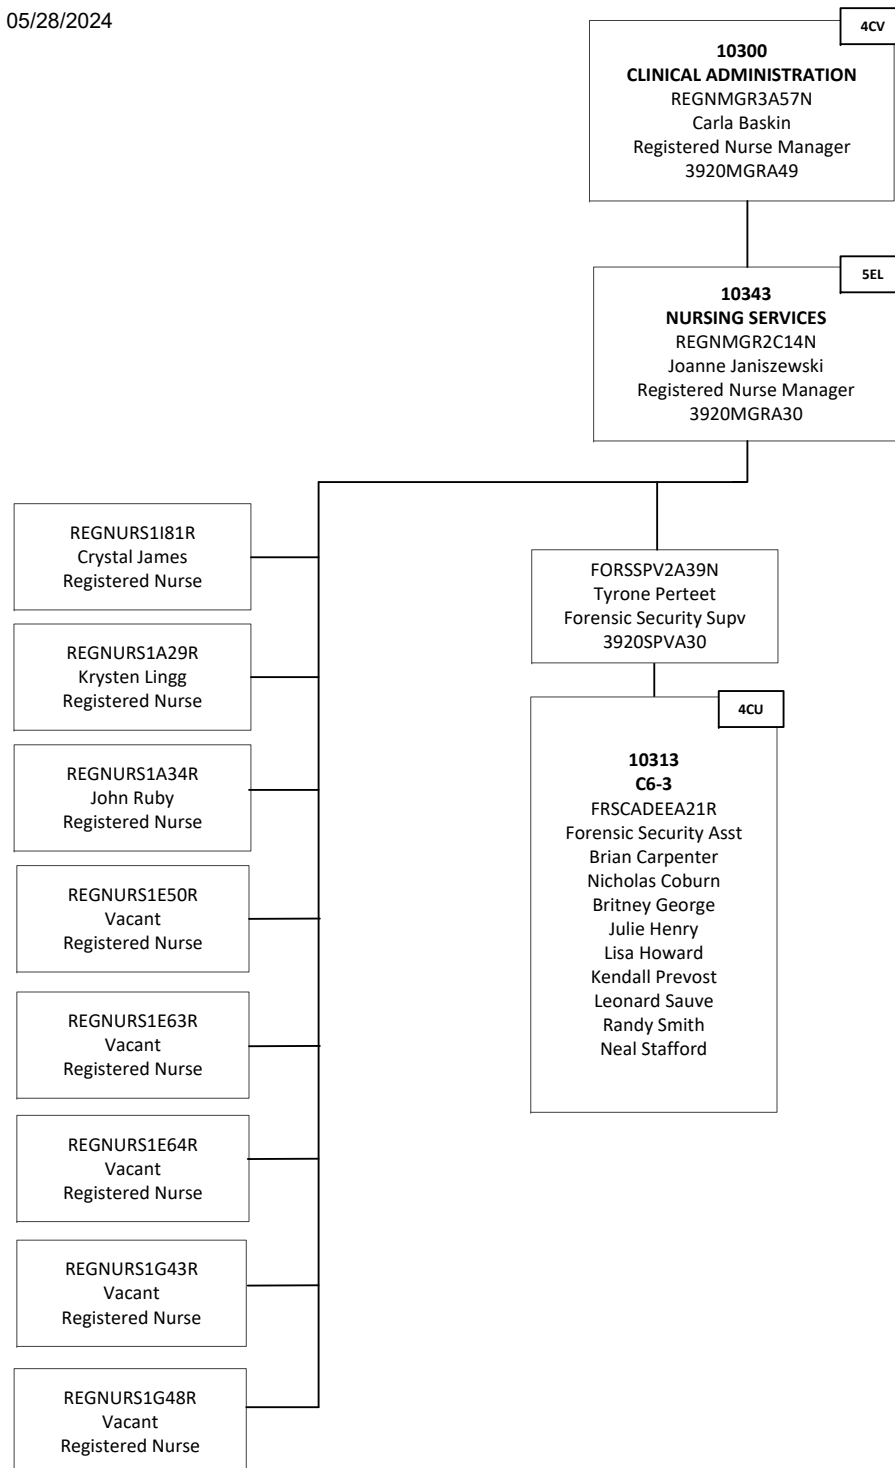 05/28/2024
4CV
10300
CLINICAL ADMINISTRATION
REGNMGR3A57N
Carla Baskin
Registered Nurse Manager
3920MGRA49
5EL
10343
NURSING SERVICES
REGNMGR2C14N
Joanne Janiszewski
Registered Nurse Manager
3920MGRA30
REGNURS1I81R
Crystal James
Registered Nurse
REGNURS1A29R
Krysten Lingg
Registered Nurse
REGNURS1A34R
John Ruby
Registered Nurse
REGNURS1E50R
Vacant
Registered Nurse
REGNURS1E63R
Vacant
Registered Nurse
REGNURS1E64R
Vacant
Registered Nurse
REGNURS1G43R
Vacant
Registered Nurse
REGNURS1G48R
Vacant
Registered Nurse
FORSSPV2A39N
Tyrone Perteet
Forensic Security Supv
3920SPVA30
4CU
10313
C6-3
FRSCADEEA21R
Forensic Security Asst
Brian Carpenter
Nicholas Coburn
Britney George
Julie Henry
Lisa Howard
Kendall Prevost
Leonard Sauve
Randy Smith
Neal Stafford